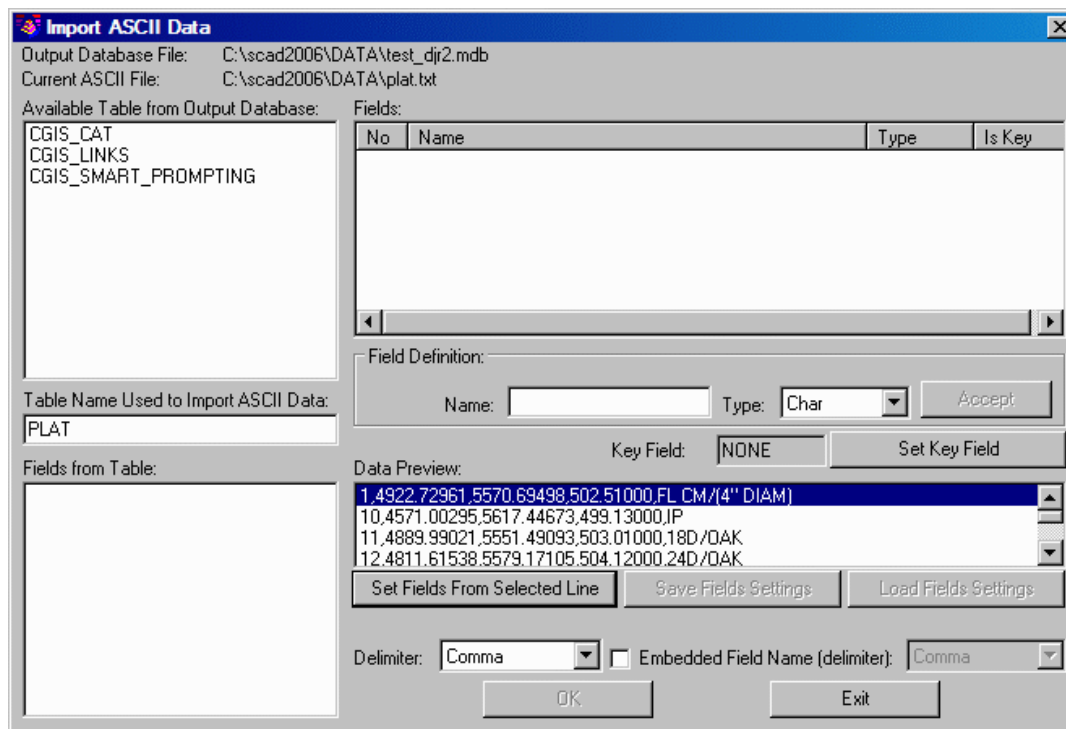 Import ASCII Data
Output Database File: C:\scad2006\DATA\test_djr2.mdb
Current ASCII File: C:\scad2006\DATA\plat.txt
Available Table from Output Database:
CGIS_CAT
CGIS_LINKS
CGIS_SMART_PROMPTING
Fields:
No Name Type Is Key
Field Definition:
Name: Type: Char Accept
Table Name Used to Import ASCII Data:
PLAT
Key Field: NONE Set Key Field
Fields from Table:
Data Preview:
1,4922.72961,5570.69498,502.51000,FL CM/(4" DIAM)
10,4571.00295,5617.44673,499.13000,IP
11,4889.99021,5551.49093,503.01000,18D/OAK
12,4811.61538,5579.17105,504.12000,24D/OAK
Set Fields From Selected Line Save Fields Settings Load Fields Settings
Delimiter: Comma Embedded Field Name (delimiter): Comma
OK Exit